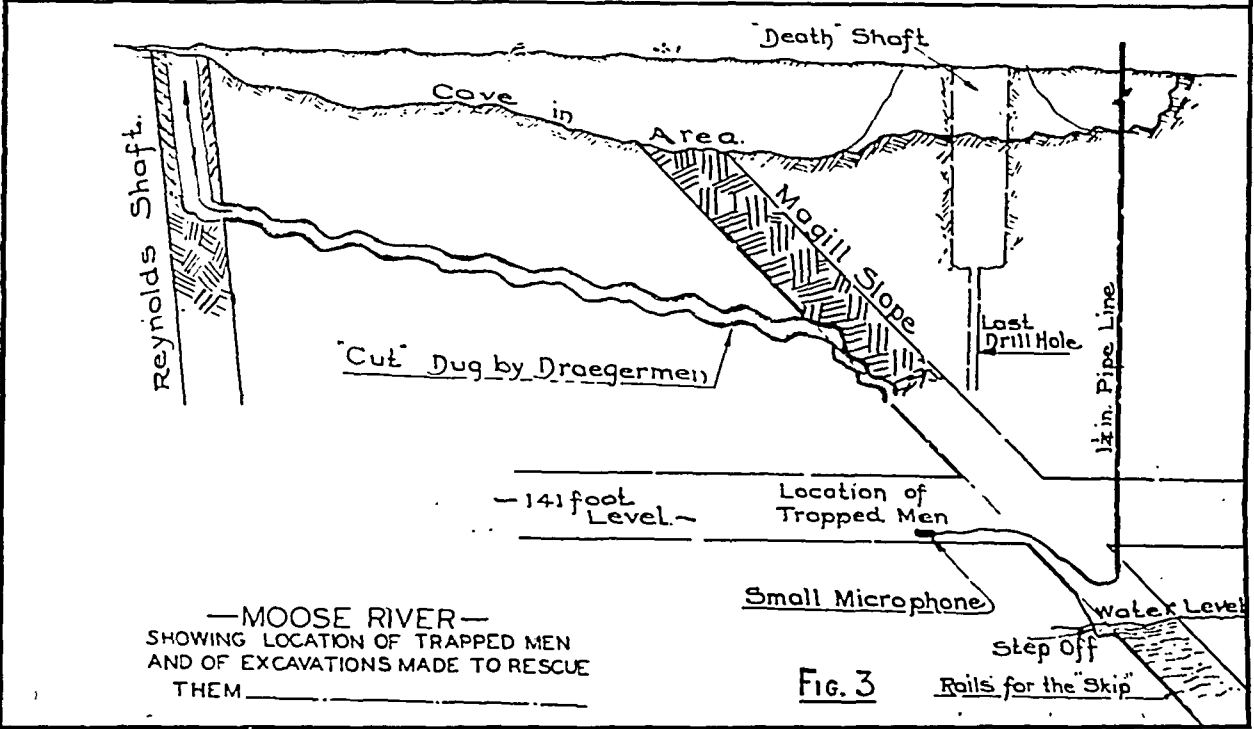 "Death" Shaft
Cave in Area.
Reynolds Shaft.
Magill Slope
Last
Drill Hole
1¼ in. Pipe Line
"Cut" Dug by Draegermen
— 141 foot
Level. —
Location of
Trapped Men
Small Microphone
Water Level
Step Off
Rails for the "Skip"
—MOOSE RIVER—
SHOWING LOCATION OF TRAPPED MEN
AND OF EXCAVATIONS MADE TO RESCUE
THEM
FIG. 3